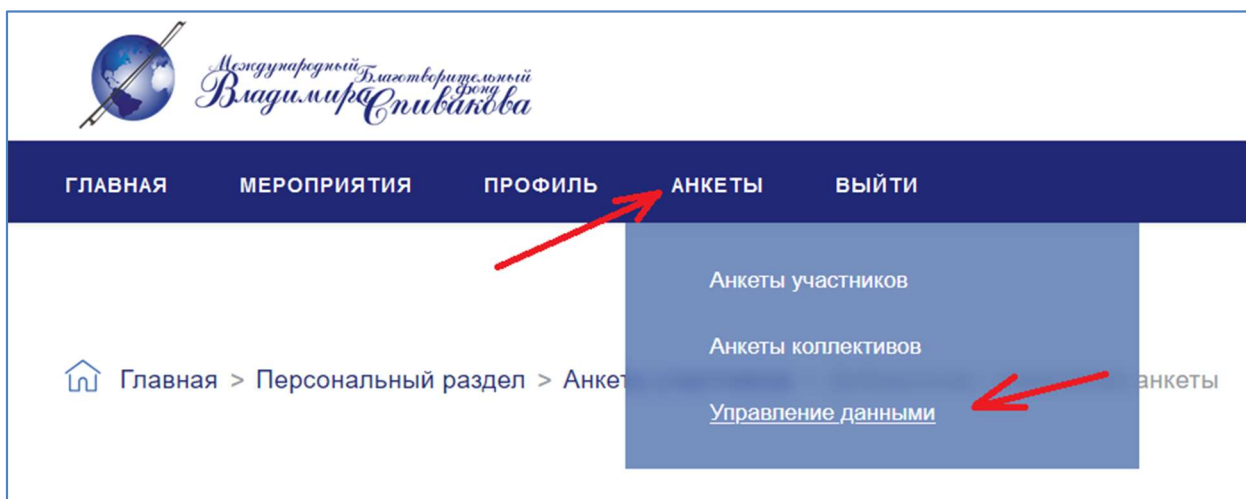 Международный Благотворительный
фонд
Владимира Спивакова
ГЛАВНАЯ МЕРОПРИЯТИЯ ПРОФИЛЬ АНКЕТЫ ВЫЙТИ
Анкеты участников
Анкеты коллективов
Главная > Персональный раздел > Анке анкеты
Управление данными